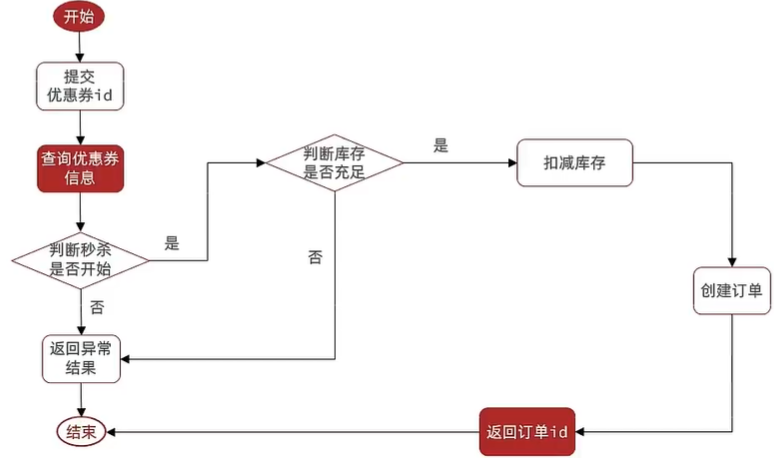 开始
提交
优惠券id
查询优惠券
信息
判断秒杀
是否开始
是
否
判断库存
是否充足
是
否
扣减库存
创建订单
返回异常
结果
返回订单id
结束